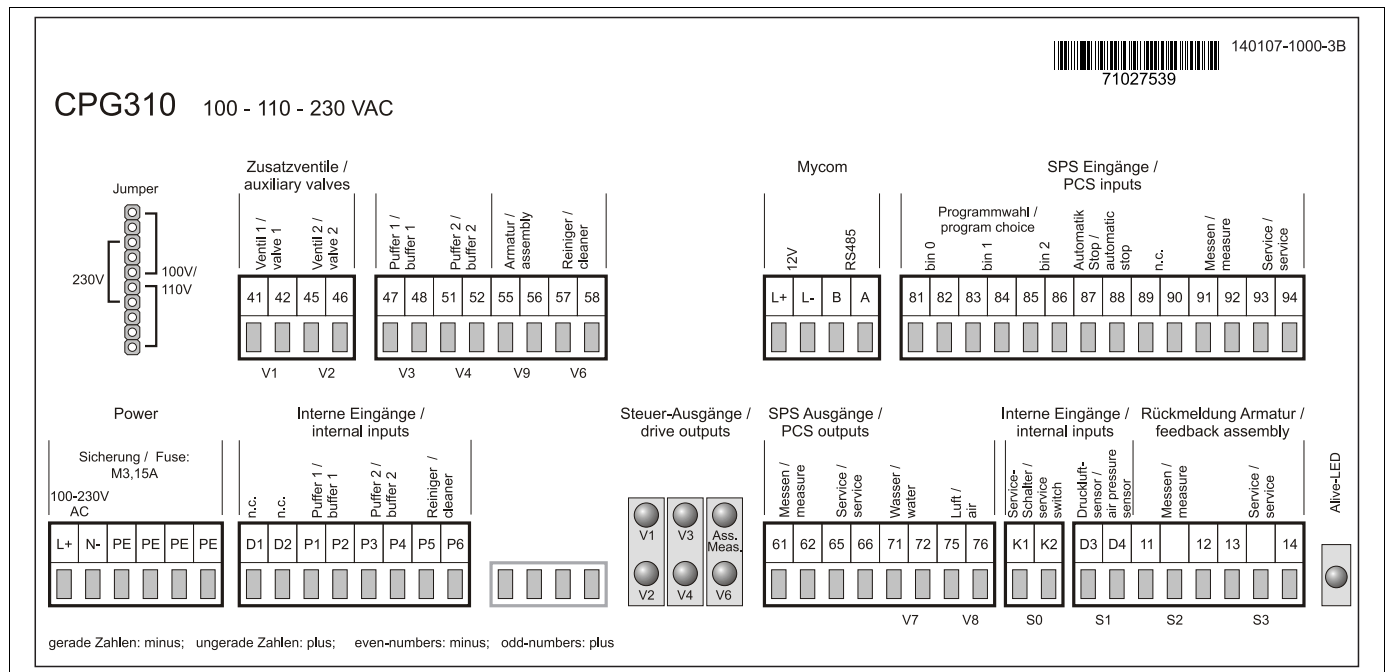 140107-1000-3B
71027539
CPG310 100 - 110 - 230 VAC
Jumper
230V
100V/
110V
Zusatzventile /
auxiliary valves
Ventil 1 /
valve 1
Ventil 2 /
valve 2
Puffer 1 /
buffer 1
Puffer 2 /
buffer 2
Armatur /
assembly
Reiniger /
cleaner
41 42 45 46
47 48 51 52 55 56 57 58
V1 V2
V3 V4 V9 V6
Mycom
12V
RS485
L+ L- B A
SPS Eingänge /
PCS inputs
Programmwahl /
program choice
bin 0
bin 1
bin 2
Automatik
Stop /
automatic
stop
n.c.
Messen /
measure
Service /
service
81 82 83 84 85 86 87 88 89 90 91 92 93 94
Power
Sicherung / Fuse:
M3,15A
100-230V
AC
L+ N- PE PE PE PE
Interne Eingänge /
internal inputs
n.c.
n.c.
Puffer 1 /
buffer 1
Puffer 2 /
buffer 2
Reiniger /
cleaner
D1 D2 P1 P2 P3 P4 P5 P6
Steuer-Ausgänge /
drive outputs
V1 V3 Ass.
Meas.
V2 V4 V6
SPS Ausgänge /
PCS outputs
Messen /
measure
Service /
service
Wasser /
water
Luft /
air
61 62 65 66 71 72 75 76
V7 V8
Interne Eingänge /
internal inputs
Service-
Schalter /
service
switch
K1 K2
S0
Druckluft-
sensor /
air pressure
sensor
Rückmeldung Armatur /
feedback assembly
Messen /
measure
Service /
service
D3 D4 11 12 13 14
S1 S2 S3
Alive-LED
gerade Zahlen: minus; ungerade Zahlen: plus; even-numbers: minus; odd-numbers: plus